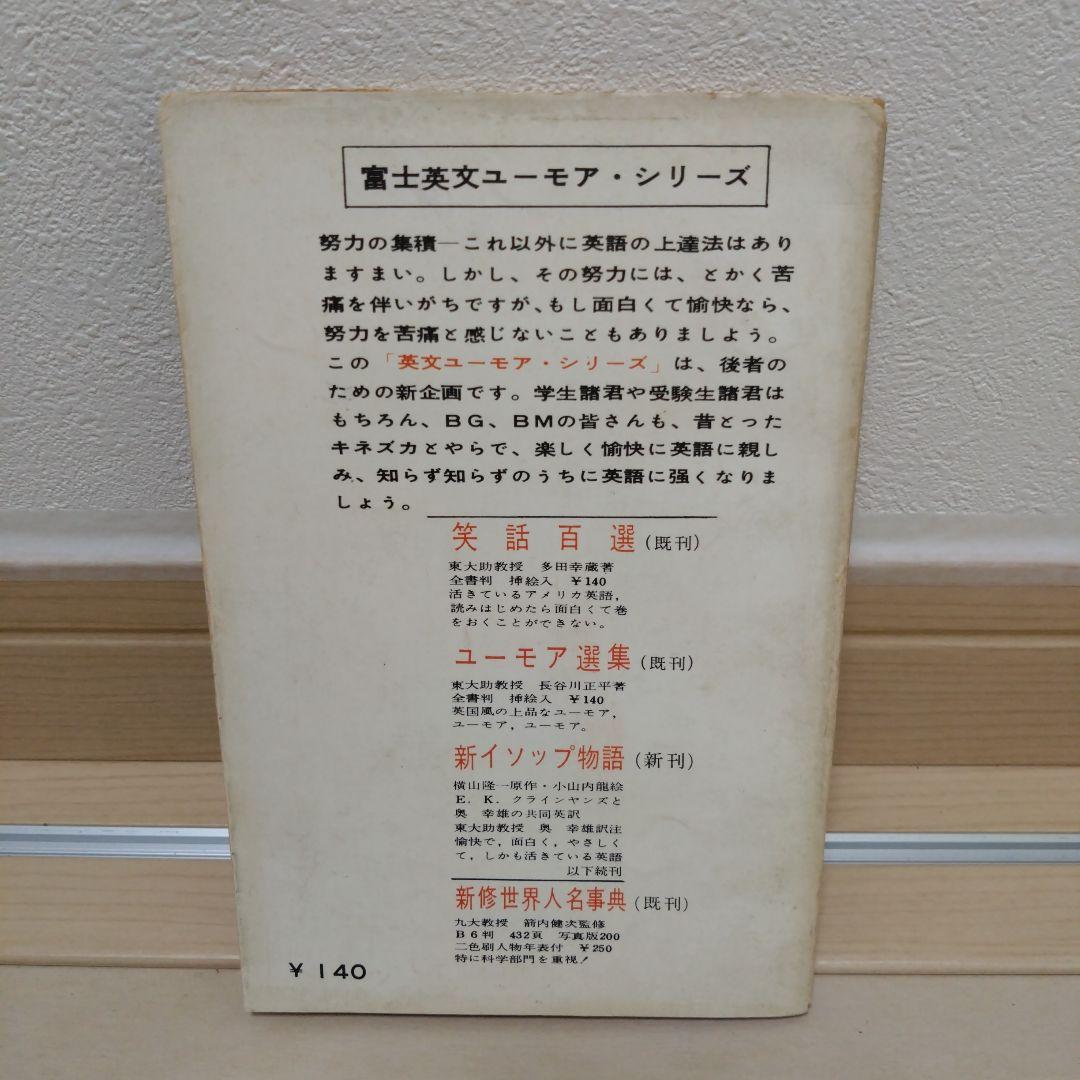 富士英文ユーモア・シリーズ
努力の集積―これ以外に英語の上達法はあり
ますまい。しかし、その努力には、とかく苦
痛を伴いがちですが、もし面白くて愉快なら、
努力を苦痛と感じないこともありましよう。
この「英文ユーモア・シリーズ」は、後者の
ための新企画です。学生諸君や受験生諸君は
もちろん、BG、BMの皆さんも、昔とった
キネズカとやらで、楽しく愉快に英語に親し
み、知らず知らずのうちに英語に強くなりま
しょう。
笑話百選(既刊)
東大助教授 多田幸蔵著
全書判 挿絵入 ¥140
活きているアメリカ英語,
読みはじめたら面白くて巻
をおくことができない。
ユーモア選集(既刊)
東大助教授 長谷川正平著
全書判 挿絵入 ¥140
英国風の上品なユーモア,
ユーモア,ユーモア。
新イソップ物語(新刊)
横山隆一原作・小山内龍絵
E. K. クラインヤンズと
奥 幸雄の共同英訳
東大助教授 奥 幸雄訳注
愉快で,面白く,やさしく
て,しかも活きている英語
以下続刊
新修世界人名事典(既刊)
九大教授 箭内健次監修
B6判 432頁 写真版200
二色刷人物年表付 ¥250
特に科学部門を重視!
¥140